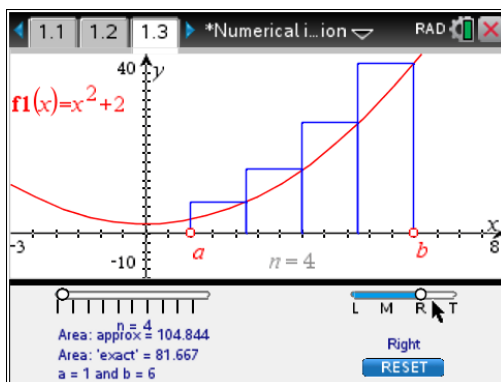 1.1 1.2 1.3 *Numerical i...ion RAD
40 y
f1(x)=x²+2
x
-3 a b 8
-10 n = 4
n = 4
L M R T
Area: approx = 104.844
Area: 'exact' = 81.667
Right
a = 1 and b = 6
RESET